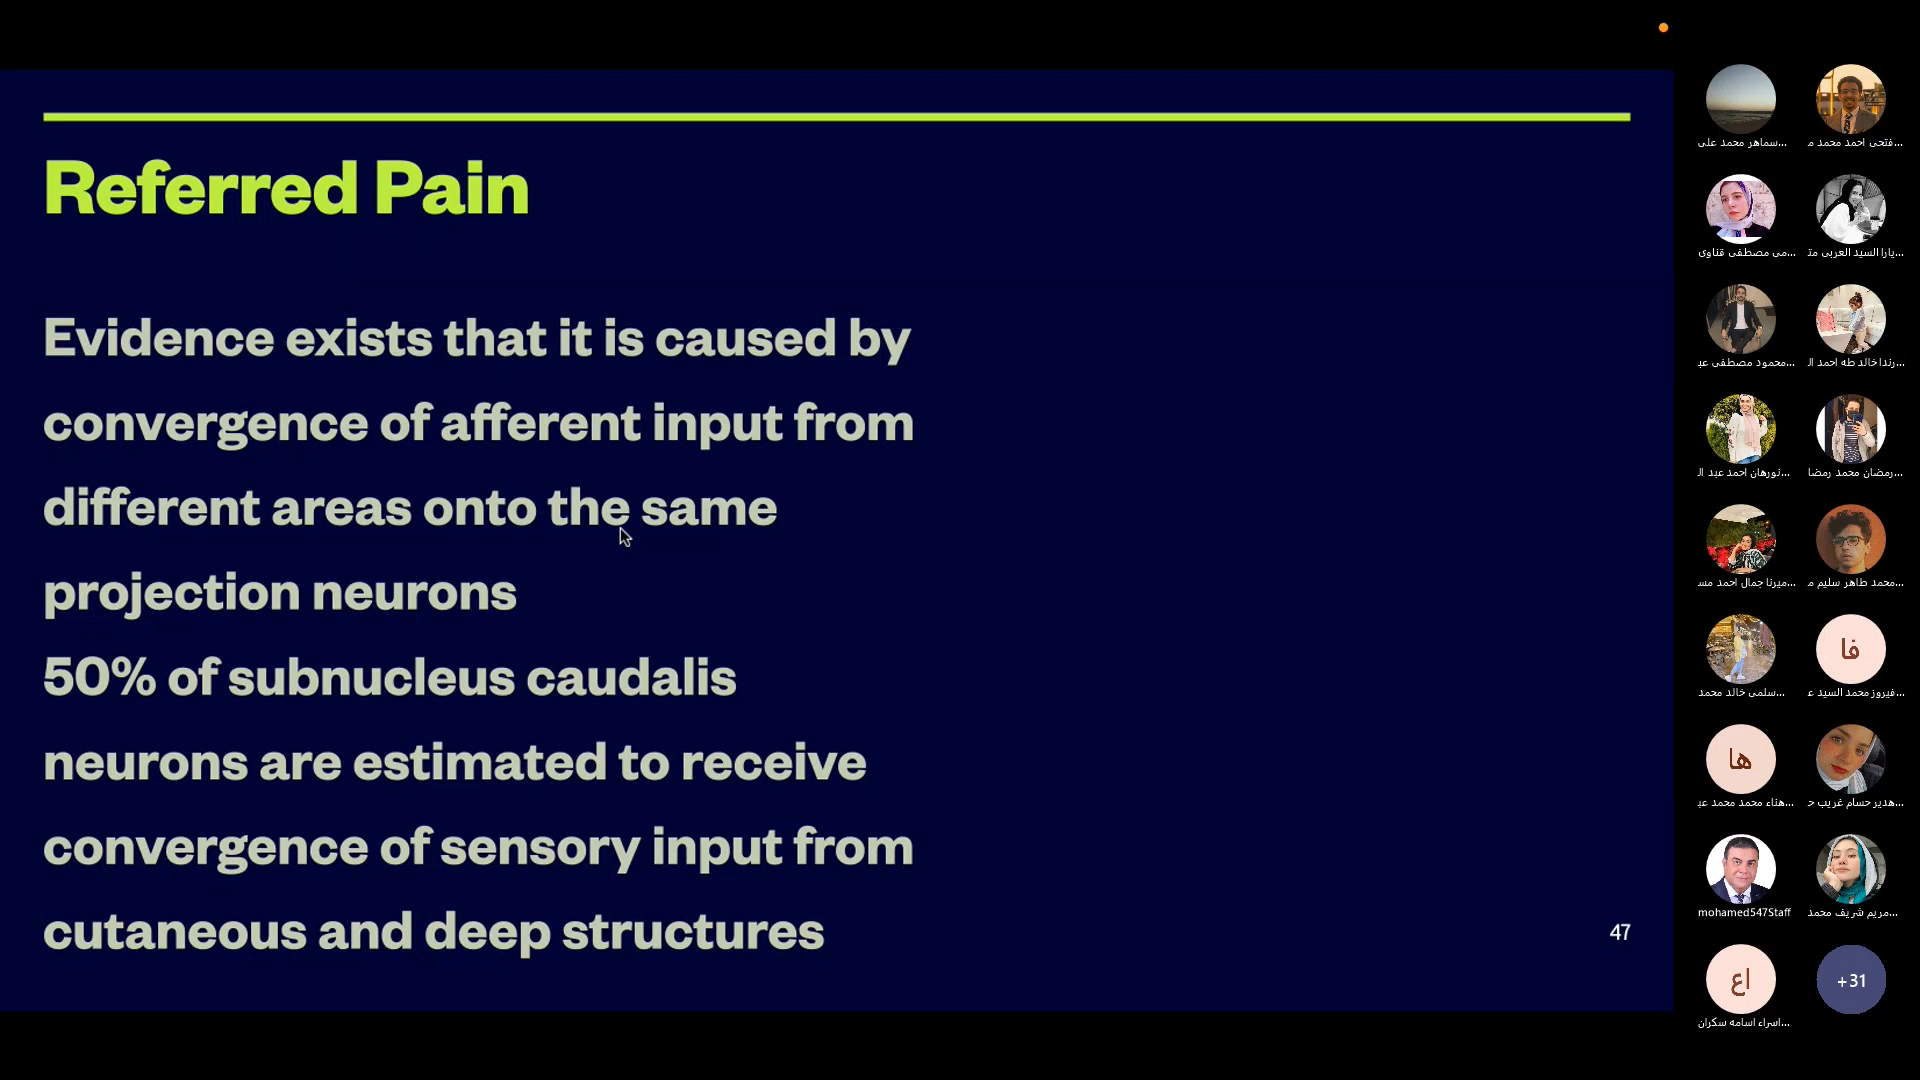 Referred Pain
Evidence exists that it is caused by
convergence of afferent input from
different areas onto the same
projection neurons
50% of subnucleus caudalis
neurons are estimated to receive
convergence of sensory input from
cutaneous and deep structures
47
سماهر محمد علی...
فتحى احمد محمد م...
مى مصطفى قناوى...
يارا السيد العربى مت...
محمود مصطفى عب...
رندا خالد طه احمد ال...
نورهان احمد عبد ال...
رمضان محمد رمضا...
ميرنا جمال احمد مس...
محمد طاهر سليم م...
سلمى خالد محمد...
فا
فيروز محمد السيد ع...
ها
هناء محمد محمد عبد...
هدير حسام غريب ح...
mohamed547Staff
مريم شريف محمد...
اع
اسراء اسامه سكران...
+31